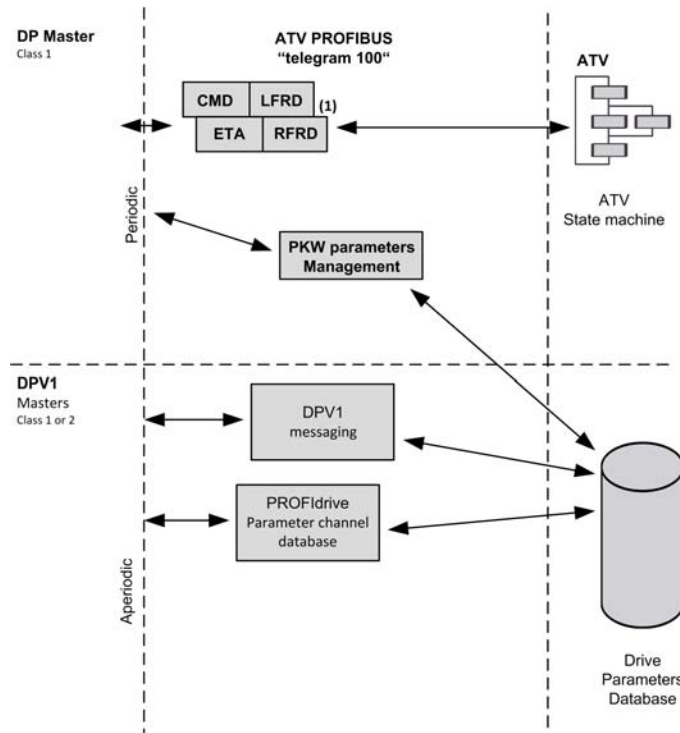 DP Master
Class 1
ATV PROFIBUS
“telegram 100“
CMD
LFRD
(1)
ETA
RFRD
ATV
ATV
State machine
Periodic
PKW parameters
Management
DPV1
Masters
Class 1 or 2
DPV1
messaging
PROFIdrive
Parameter channel
database
Aperiodic
Drive
Parameters
Database